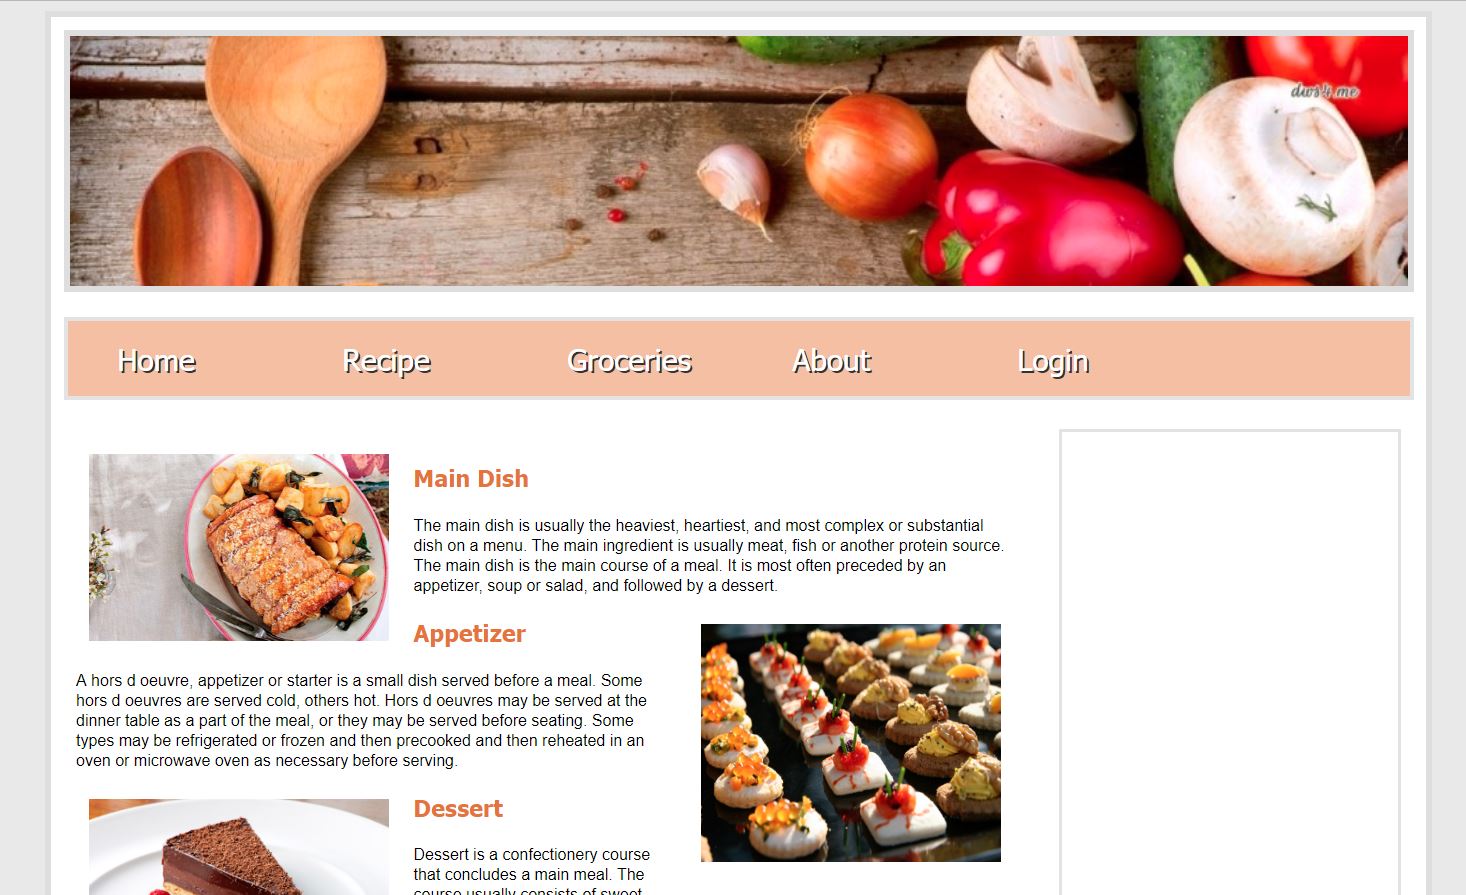 dws4.me
Home Recipe Groceries About Login
Main Dish
The main dish is usually the heaviest, heartiest, and most complex or substantial
dish on a menu. The main ingredient is usually meat, fish or another protein source.
The main dish is the main course of a meal. It is most often preceded by an
appetizer, soup or salad, and followed by a dessert.
Appetizer
A hors d oeuvre, appetizer or starter is a small dish served before a meal. Some
hors d oeuvres are served cold, others hot. Hors d oeuvres may be served at the
dinner table as a part of the meal, or they may be served before seating. Some
types may be refrigerated or frozen and then precooked and then reheated in an
oven or microwave oven as necessary before serving.
Dessert
Dessert is a confectionery course
that concludes a main meal. The
course usually consists of sweet